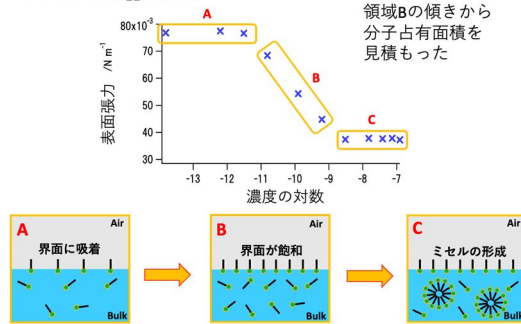 領域Bの傾きから
分子占有面積を
見積もった
表面張力 /N m⁻¹
80x10⁻³
70
60
50
40
30
A
B
C
-13
-12
-11
-10
-9
-8
-7
濃度の対数
A
Air
界面に吸着
Bulk
B
Air
界面が飽和
Bulk
C
Air
ミセルの形成
Bulk